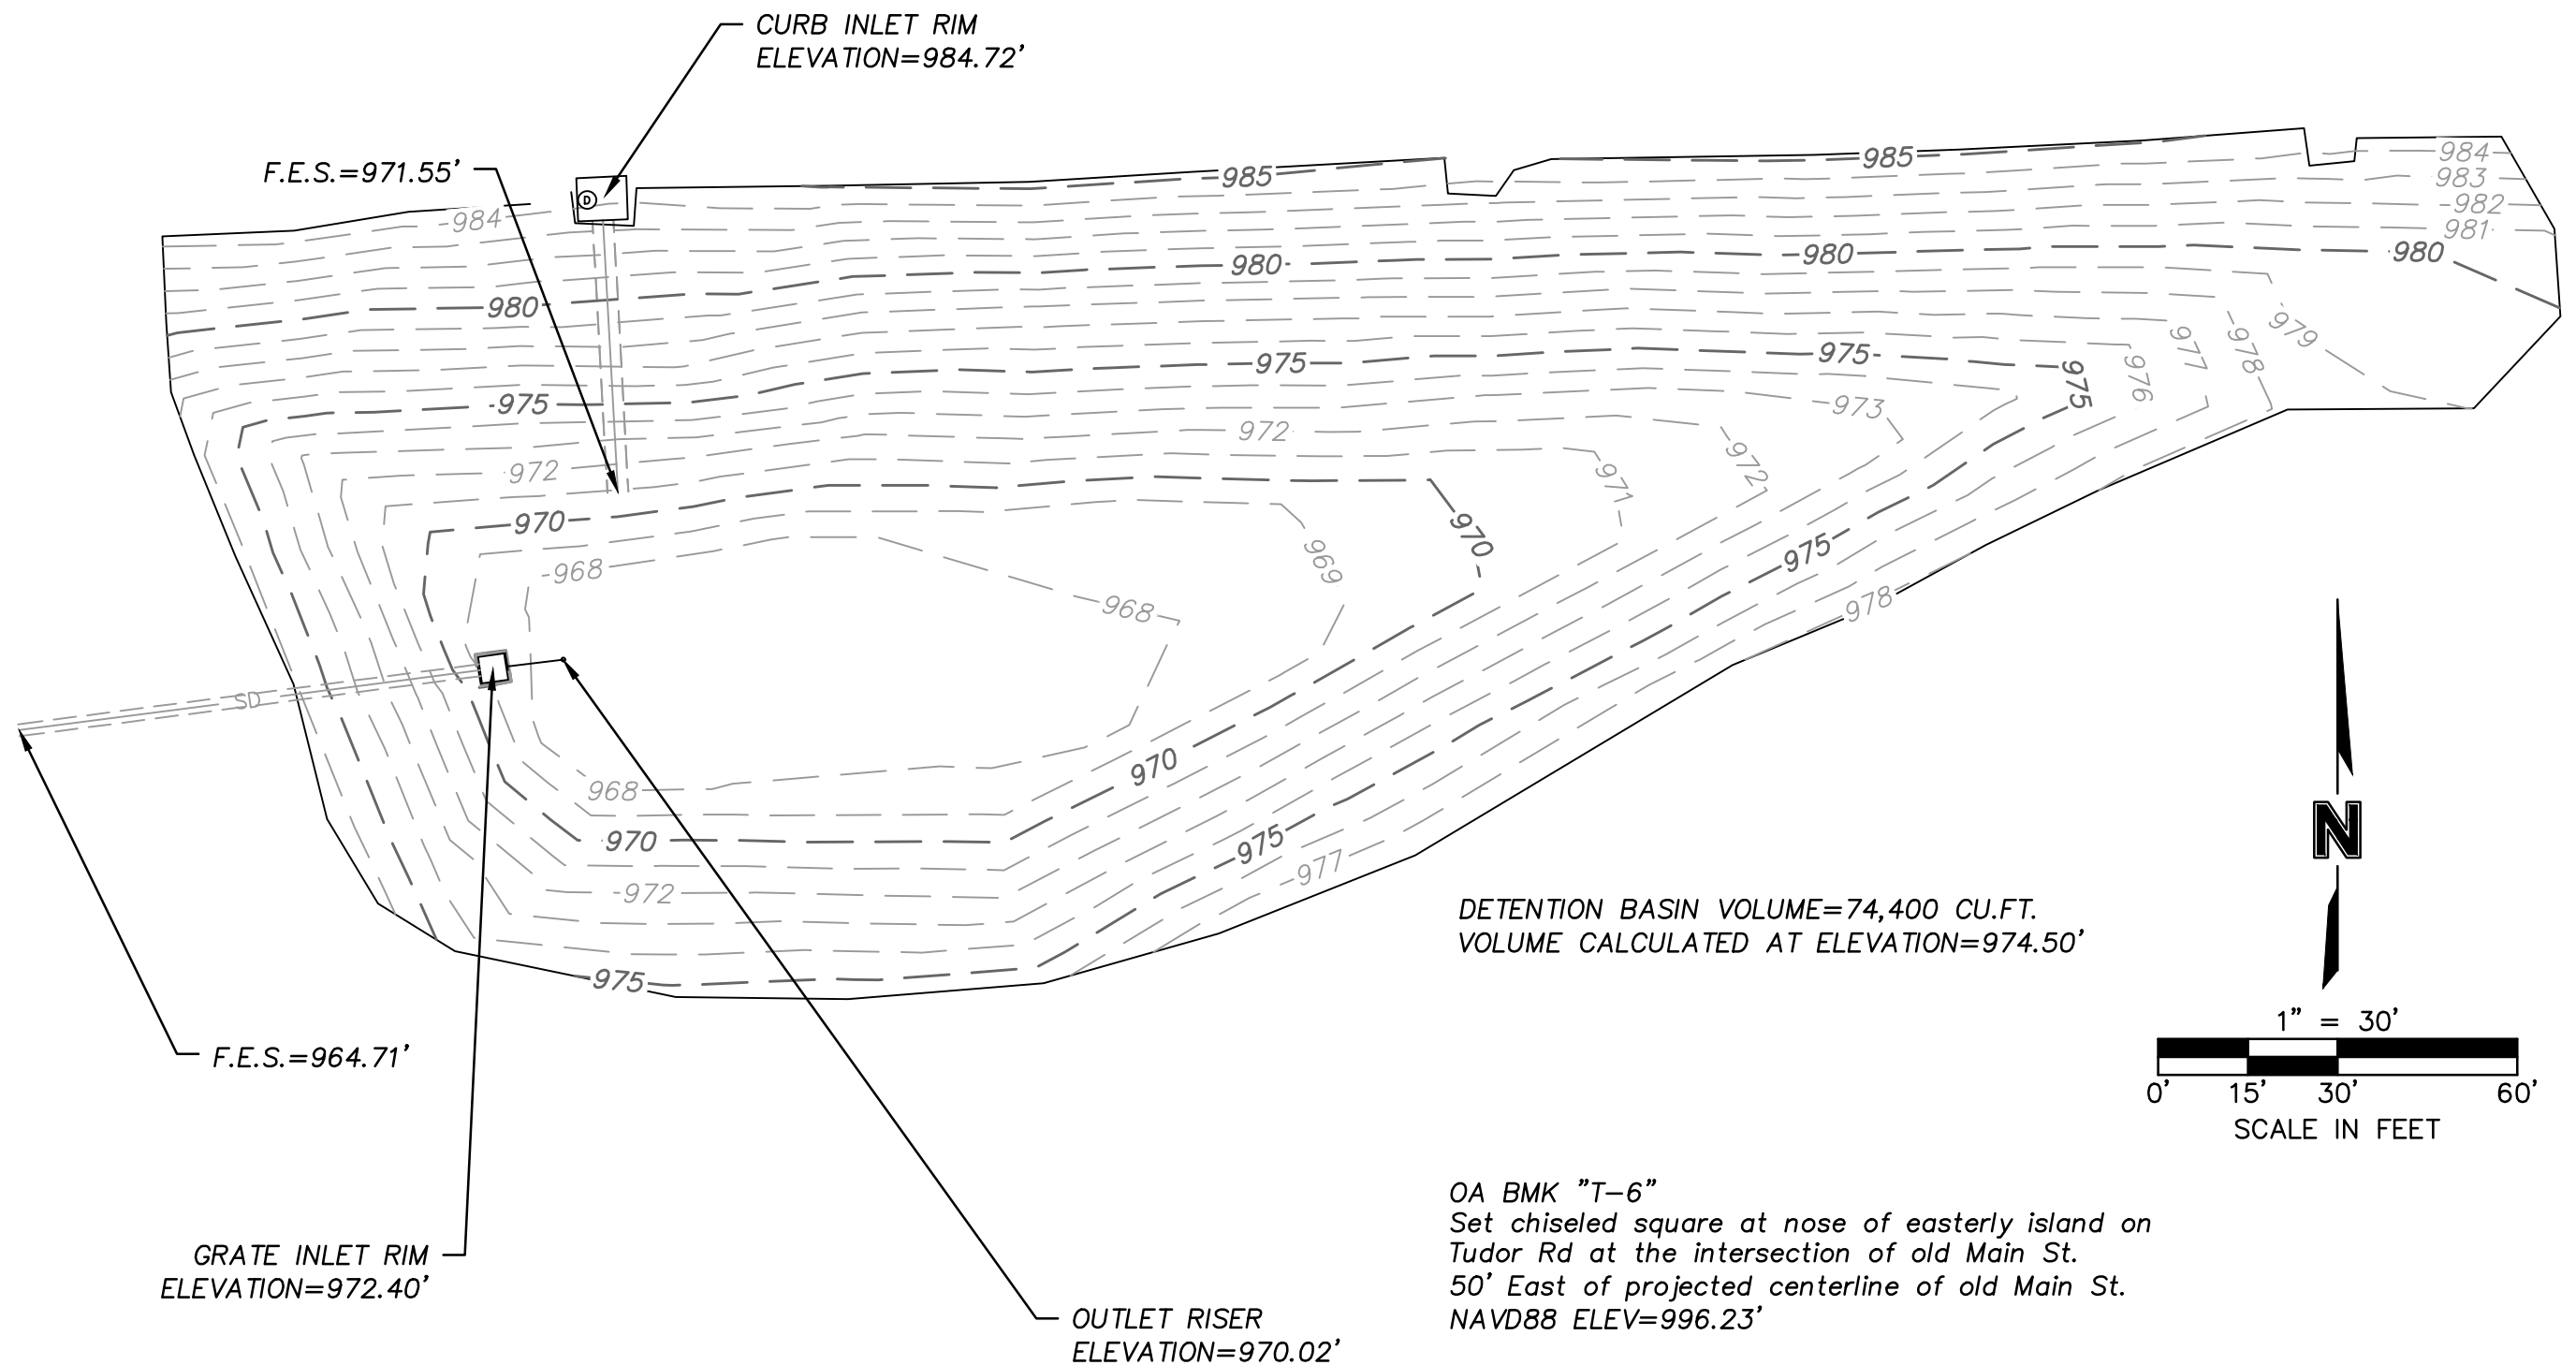 CURB INLET RIM
ELEVATION=984.72'
F.E.S.=971.55'
D
985
985
984
983
982
981
984
980
980
980
980
979
978
977
976
975
975
975
975
975
973
972
972
972
971
970
970
969
968
968
978
SD
968
970
970
975
972
977
975
N
DETENTION BASIN VOLUME=74,400 CU.FT.
VOLUME CALCULATED AT ELEVATION=974.50'
1" = 30'
0' 15' 30' 60'
SCALE IN FEET
F.E.S.=964.71'
GRATE INLET RIM
ELEVATION=972.40'
OUTLET RISER
ELEVATION=970.02'
OA BMK "T-6"
Set chiseled square at nose of easterly island on
Tudor Rd at the intersection of old Main St.
50' East of projected centerline of old Main St.
NAVD88 ELEV=996.23'